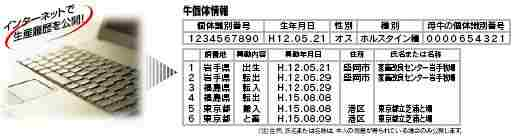 インターネットで
生産履歴を公開!
牛個体情報
個体識別番号 生年月日 性別 種別 母牛の個体識別番号
1234567890 H.12.05.21 オス ホルスタイン種 0000654321
飼養地 異動内容 異動年月日 住所 氏名または名称
1 岩手県 出生 H.12.05.21 盛岡市 家畜改良センター岩手牧場
2 岩手県 転出 H.12.05.29 盛岡市 家畜改良センター岩手牧場
3 福島県 転入 H.12.05.29
4 福島県 転出 H.15.08.08
5 東京都 搬入 H.15.08.08 港区 東京都立芝浦と場
6 東京都 と畜 H.15.08.09 港区 東京都立芝浦と場
(注)住所、氏名または名称は、本人の同意が得られている場合のみ公開します。